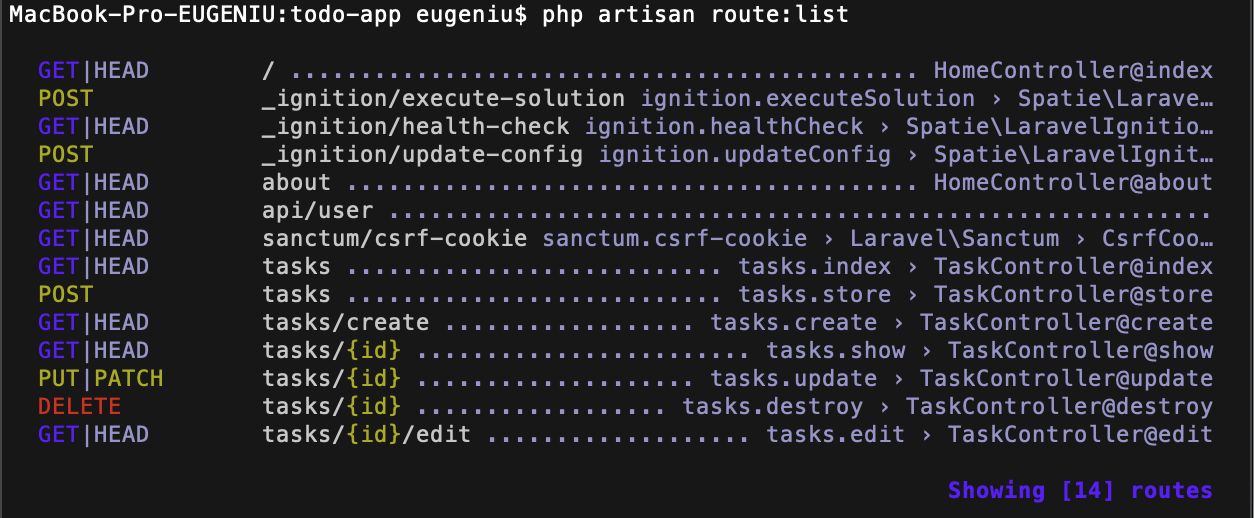 MacBook-Pro-EUGENIU:todo-app eugeniu$ php artisan route:list
GET|HEAD / ............................................. HomeController@index
POST _ignition/execute-solution ignition.executeSolution › Spatie\Larave…
GET|HEAD _ignition/health-check ignition.healthCheck › Spatie\LaravelIgnitio…
POST _ignition/update-config ignition.updateConfig › Spatie\LaravelIgnit…
GET|HEAD about ......................................... HomeController@about
GET|HEAD api/user ...........................................................
GET|HEAD sanctum/csrf-cookie sanctum.csrf-cookie › Laravel\Sanctum › CsrfCoo…
GET|HEAD tasks ........................... tasks.index › TaskController@index
POST tasks ........................... tasks.store › TaskController@store
GET|HEAD tasks/create .................. tasks.create › TaskController@create
GET|HEAD tasks/{id} ........................ tasks.show › TaskController@show
PUT|PATCH tasks/{id} .................... tasks.update › TaskController@update
DELETE tasks/{id} .................. tasks.destroy › TaskController@destroy
GET|HEAD tasks/{id}/edit ................... tasks.edit › TaskController@edit
Showing [14] routes